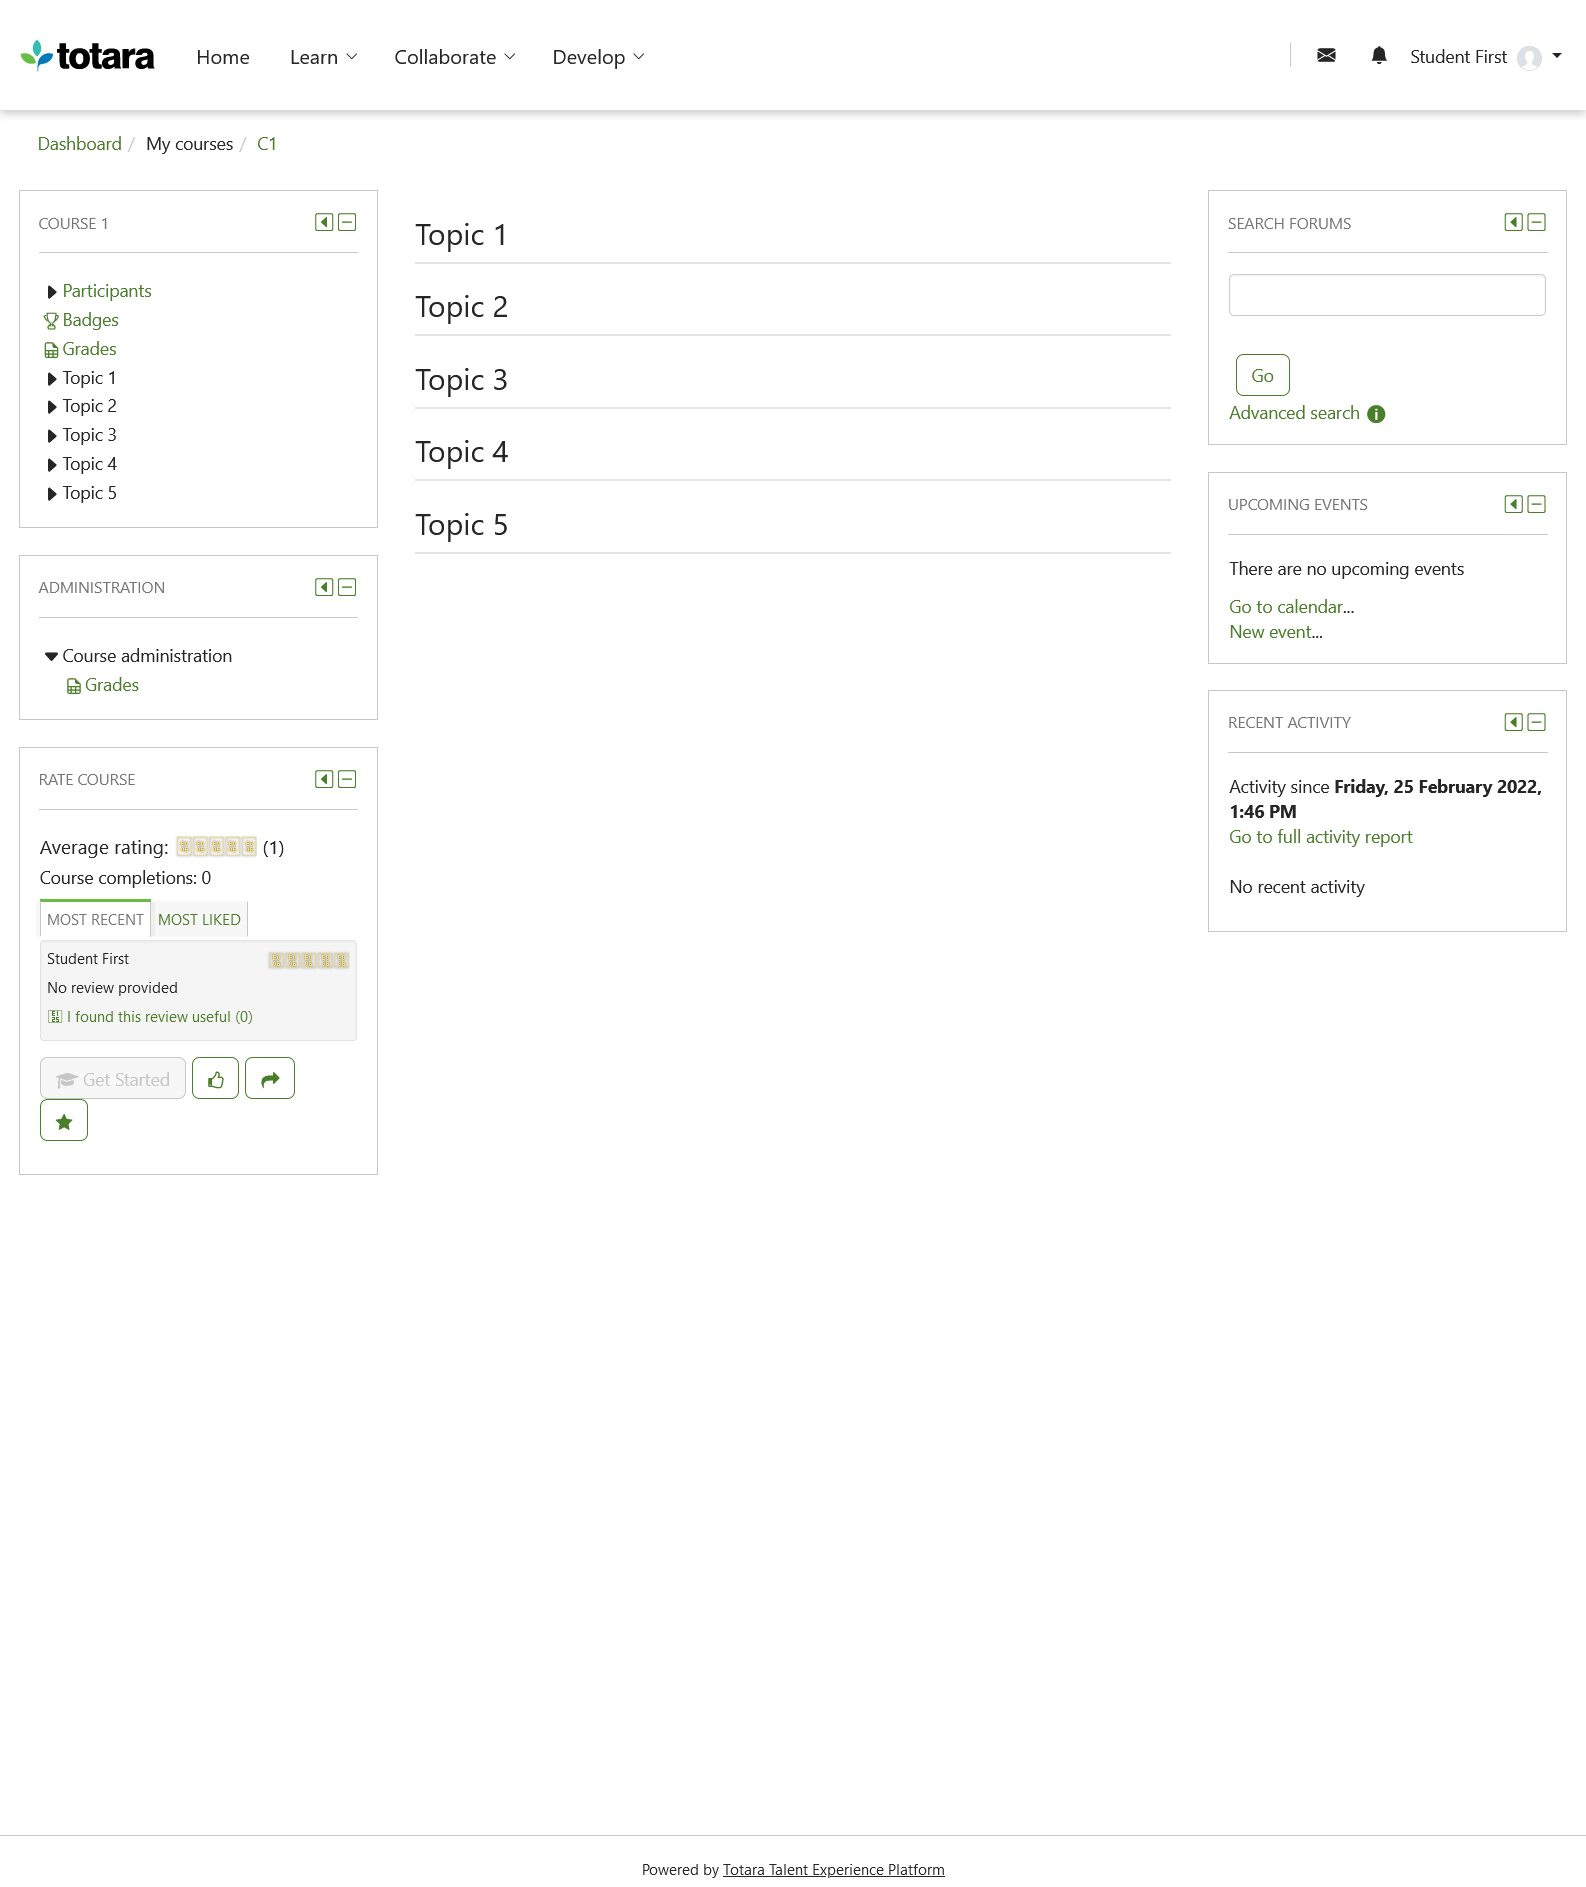 totara
Home Learn Collaborate Develop Student First
Dashboard / My courses / C1
COURSE 1
Participants
Badges
Grades
Topic 1
Topic 2
Topic 3
Topic 4
Topic 5
ADMINISTRATION
Course administration
Grades
RATE COURSE
Average rating: (1)
Course completions: 0
MOST RECENT MOST LIKED
Student First
No review provided
I found this review useful (0)
Get Started
Topic 1
Topic 2
Topic 3
Topic 4
Topic 5
SEARCH FORUMS
Go
Advanced search
UPCOMING EVENTS
There are no upcoming events
Go to calendar...
New event...
RECENT ACTIVITY
Activity since Friday, 25 February 2022,
1:46 PM
Go to full activity report
No recent activity
Powered by Totara Talent Experience Platform